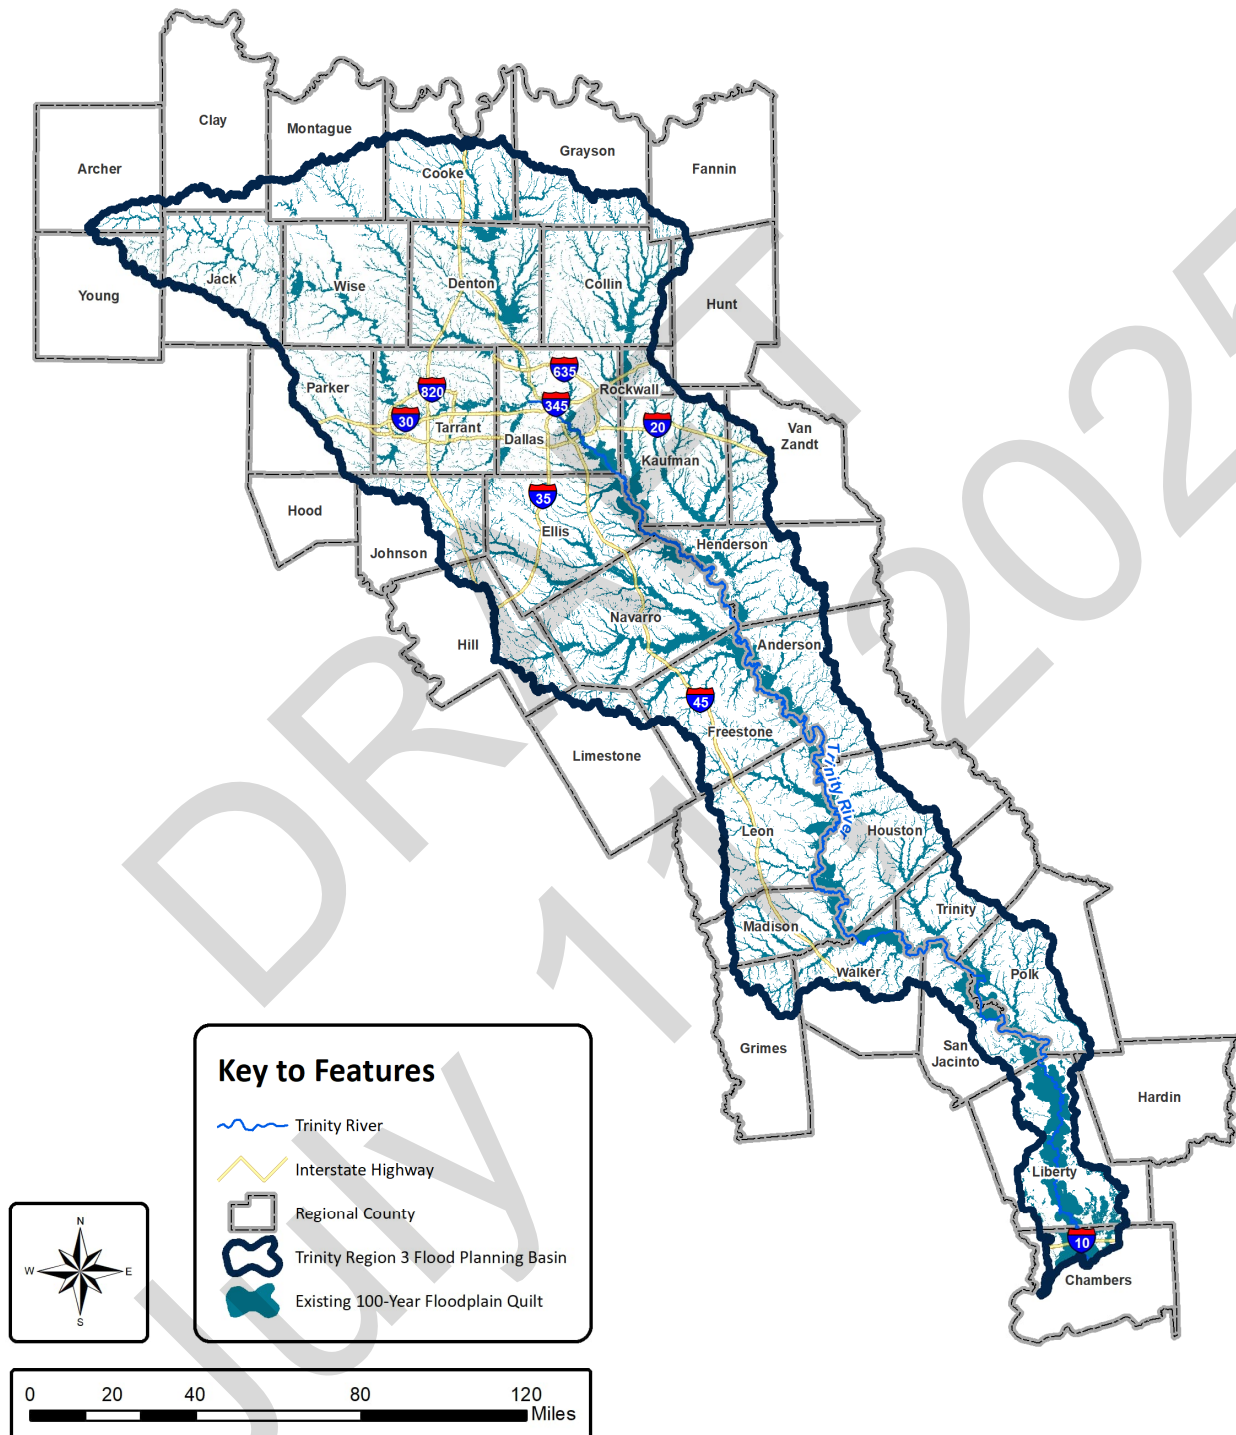 Clay
Montague
Grayson
Archer
Cooke
Fannin
Jack
Wise
Denton
Collin
Young
Hunt
635
Parker
820
Rockwall
345
30
Tarrant
20
Dallas
Van
Zandt
Kaufman
35
Hood
Ellis
Henderson
Johnson
Navarro
Hill
Anderson
45
Freestone
Limestone
Trinity River
Leon
Houston
Trinity
Madison
Walker
Polk
Grimes
San
Jacinto
Hardin
Liberty
10
Chambers
DRAFT
July 11, 2025
Key to Features
Trinity River
Interstate Highway
Regional County
Trinity Region 3 Flood Planning Basin
Existing 100-Year Floodplain Quilt
N
W
E
S
0
20
40
80
120
Miles